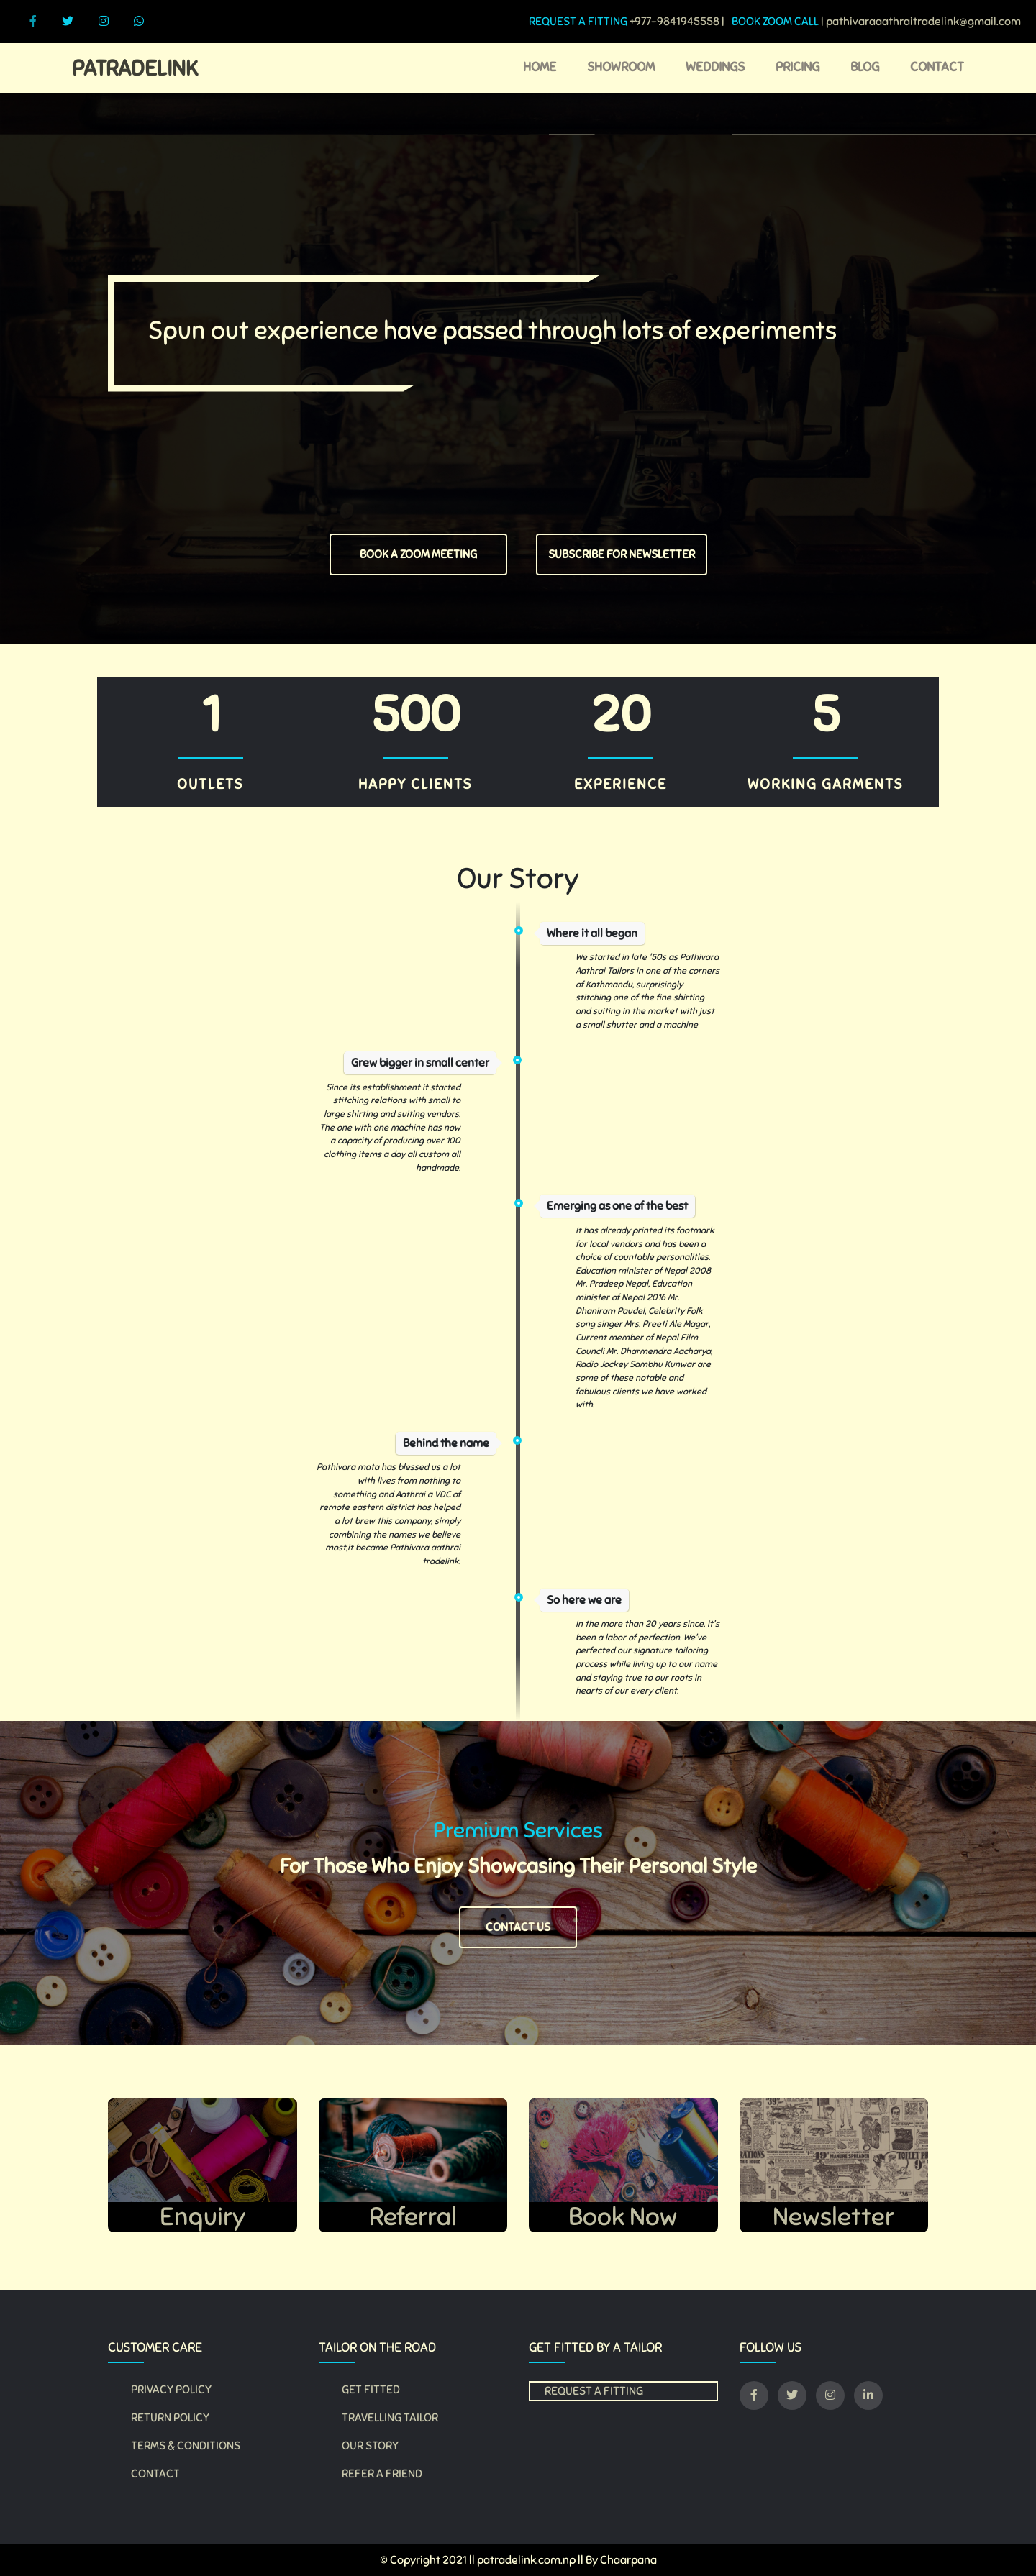 REQUEST A FITTING +977-9841945558 | BOOK ZOOM CALL | pathivaraaathraitradelink@gmail.com
PATRADELINK
HOME SHOWROOM WEDDINGS PRICING BLOG CONTACT
Spun out experience have passed through lots of experiments
BOOK A ZOOM MEETING
SUBSCRIBE FOR NEWSLETTER
1 500 20 5
OUTLETS HAPPY CLIENTS EXPERIENCE WORKING GARMENTS
Our Story
Where it all began
We started in late '50s as Pathivara
Aathrai Tailors in one of the corners
of Kathmandu, surprisingly
stitching one of the fine shirting
and suiting in the market with just
a small shutter and a machine
Grew bigger in small center
Since its establishment it started
stitching relations with small to
large shirting and suiting vendors.
The one with one machine has now
a capacity of producing over 100
clothing items a day all custom all
handmade.
Emerging as one of the best
It has already printed its footmark
for local vendors and has been a
choice of countable personalities.
Education minister of Nepal 2008
Mr. Pradeep Nepal, Education
minister of Nepal 2016 Mr.
Dhaniram Paudel, Celebrity Folk
song singer Mrs. Preeti Ale Magar,
Current member of Nepal Film
Councli Mr. Dharmendra Aacharya,
Radio Jockey Sambhu Kunwar are
some of these notable and
fabulous clients we have worked
with.
Behind the name
Pathivara mata has blessed us a lot
with lives from nothing to
something and Aathrai a VDC of
remote eastern district has helped
a lot brew this company, simply
combining the names we believe
most,it became Pathivara aathrai
tradelink.
So here we are
In the more than 20 years since, it's
been a labor of perfection. We've
perfected our signature tailoring
process while living up to our name
and staying true to our roots in
hearts of our every client.
Premium Services
For Those Who Enjoy Showcasing Their Personal Style
CONTACT US
Enquiry
Referral
Book Now
Newsletter
CUSTOMER CARE
PRIVACY POLICY
RETURN POLICY
TERMS & CONDITIONS
CONTACT
TAILOR ON THE ROAD
GET FITTED
TRAVELLING TAILOR
OUR STORY
REFER A FRIEND
GET FITTED BY A TAILOR
REQUEST A FITTING
FOLLOW US
© Copyright 2021 || patradelink.com.np || By Chaarpana